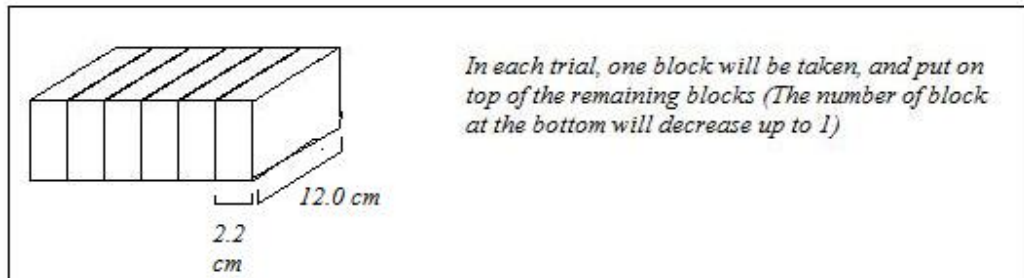 In each trial, one block will be taken, and put on
top of the remaining blocks (The number of block
at the bottom will decrease up to 1)
12.0 cm
2.2
cm